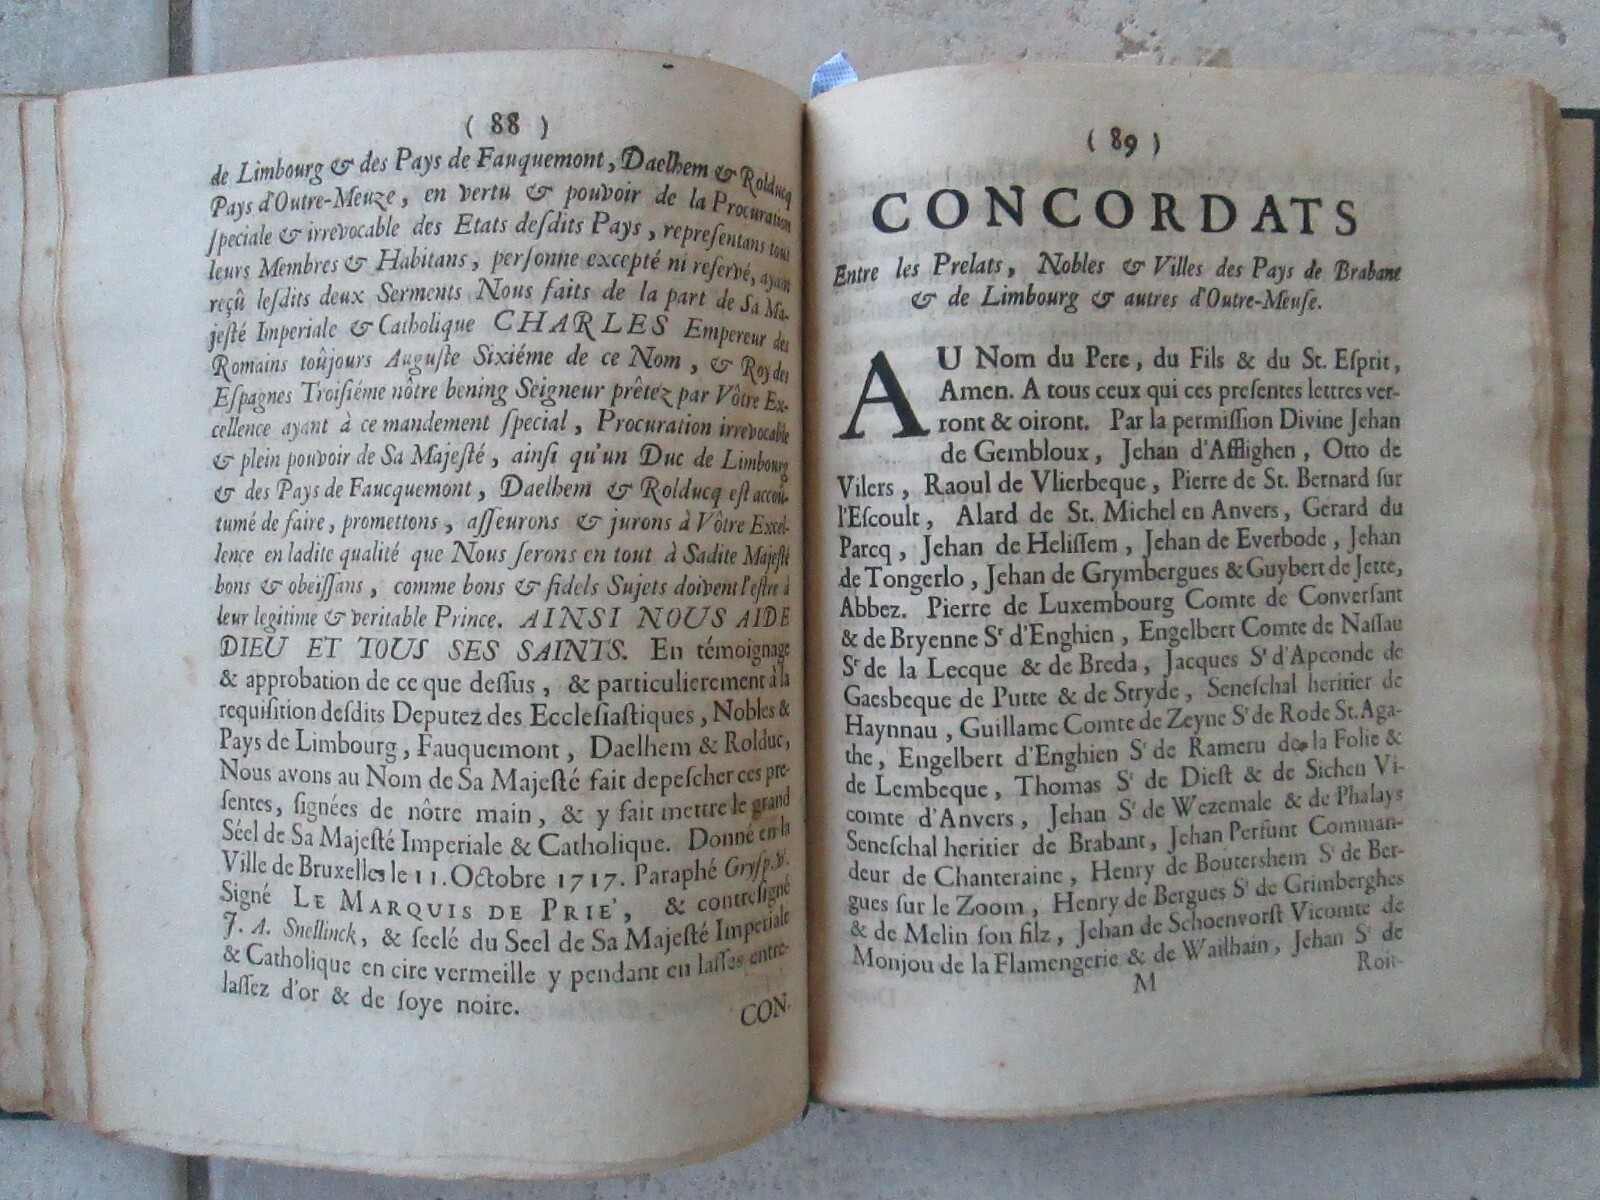 ( 88 )
de Limbourg & des Pays de Fauquemont, Daelhem & Rolducq
Pays d'Outre-Meuze, en vertu & pouvoir de la Procuration
ſpeciale & irrevocable des Etats deſdits Pays, repreſentans tous
leurs Membres & Habitans, perſonne excepté ni reſervé, ayant
reçû leſdits deux Serments Nous faits de la part de Sa Ma-
jeſté Imperiale & Catholique CHARLES Empereur des
Romains toûjours Auguſte Sixiéme de ce Nom, & Roy des
Eſpagnes Troiſiéme nôtre bening Seigneur prêtez par Vôtre Ex-
cellence ayant à ce mandement ſpecial, Procuration irrevocable
& plein pouvoir de Sa Majeſté, ainſi qu'un Duc de Limbourg
& des Pays de Faucquemont, Daelhem & Rolducq eſt accoû-
tumé de faire, promettons, aſſeurons & jurons à Vôtre Excel-
lence en ladite qualité que Nous ſerons en tout à Sadite Majeſté
bons & obeiſſans, comme bons & fidels Sujets doivent l'eſtre à
leur legitime & veritable Prince. AINSI NOUS AIDE
DIEU ET TOUS SES SAINTS. En témoignage
& approbation de ce que deſſus, & particulierement à la
requiſition deſdits Deputez des Eccleſiaſtiques, Nobles &
Pays de Limbourg, Fauquemont, Daelhem & Rolduc,
Nous avons au Nom de Sa Majeſté fait depeſcher ces pre-
ſentes, ſignées de nôtre main, & y fait mettre le grand
Séel de Sa Majeſté Imperiale & Catholique. Donné en la
Ville de Bruxelles le 11. Octobre 1717. Paraphé Gryſp. V.
Signé LE MARQUIS DE PRIE', & contreſigné
J. A. Snellinck, & ſeelé du Seel de Sa Majeſté Imperiale
& Catholique en cire vermeille y pendant en laſſes entre-
laſſez d'or & de ſoye noire.
CON.
( 89 )
CONCORDATS
Entre les Prelats, Nobles & Villes des Pays de Brabant
& de Limbourg & autres d'Outre-Meuſe.
AU Nom du Pere, du Fils & du St. Eſprit,
Amen. A tous ceux qui ces preſentes lettres ver-
ront & oiront. Par la permiſſion Divine Jehan
de Gembloux, Jehan d'Afflighen, Otto de
Vilers, Raoul de Vlierbeque, Pierre de St. Bernard ſur
l'Eſcoult, Alard de St. Michel en Anvers, Gerard du
Parcq, Jehan de Heliſſem, Jehan de Everbode, Jehan
de Tongerlo, Jehan de Grymbergues & Guybert de Jette,
Abbez. Pierre de Luxembourg Comte de Converſant
& de Bryenne Sr d'Enghien, Engelbert Comte de Naſſau
Sr de la Lecque & de Breda, Jacques Sr d'Apconde de
Gaesbeque de Putte & de Stryde, Seneſchal heritier de
Haynnau, Guillame Comte de Zeyne Sr de Rode St. Aga-
the, Engelbert d'Enghien Sr de Rameru de la Folie &
de Lembeque, Thomas Sr de Dieſt & de Sichen Vi-
comte d'Anvers, Jehan Sr de Wezemale & de Phalays
Seneſchal heritier de Brabant, Jehan Perſunt Comman-
deur de Chanteraine, Henry de Boutershem Sr de Ber-
gues ſur le Zoom, Henry de Bergues Sr de Grimberghes
& de Melin ſon filz, Jehan de Schoenvorſt Vicomte de
Monjou de la Flamengerie & de Wailhain, Jehan Sr de
M
Roit-